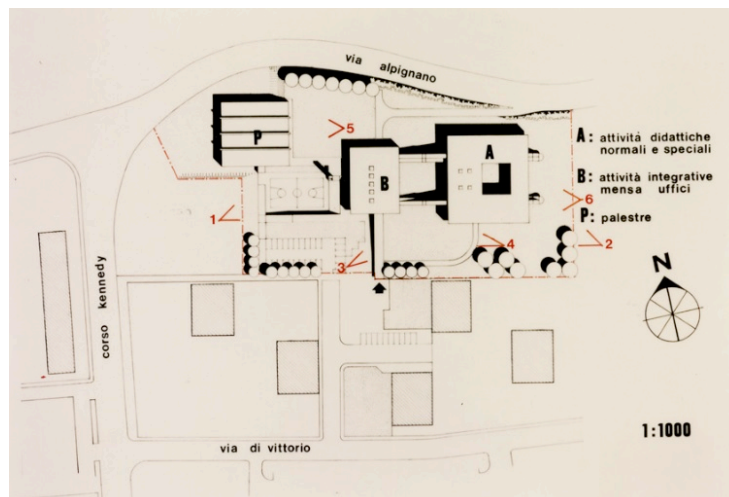 via alpignano
P
5
B
A
A: attività didattiche
normali e speciali
B: attività integrative
mensa uffici
P: palestre
1
6
2
4
3
N
corso kennedy
via di vittorio
1:1000